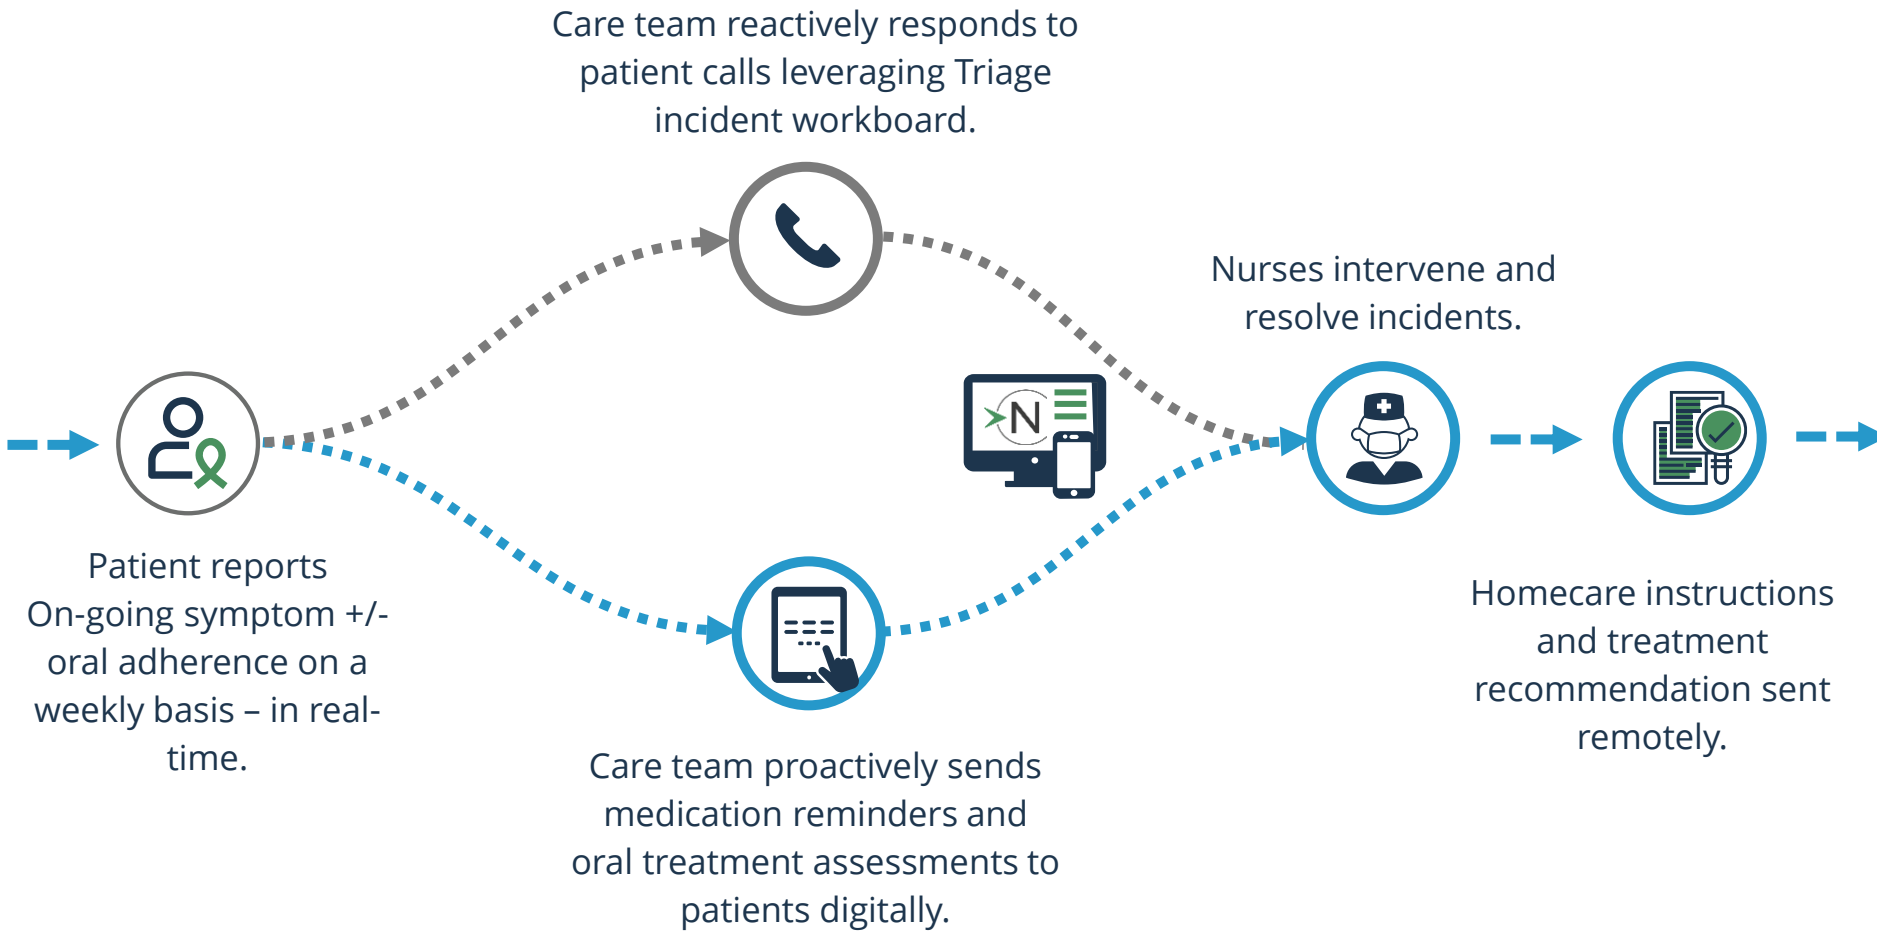 Care team reactively responds to
patient calls leveraging Triage
incident workboard.
Nurses intervene and
resolve incidents.
N
Patient reports
On-going symptom +/-
oral adherence on a
weekly basis – in real-
time.
Homecare instructions
and treatment
recommendation sent
remotely.
Care team proactively sends
medication reminders and
oral treatment assessments to
patients digitally.